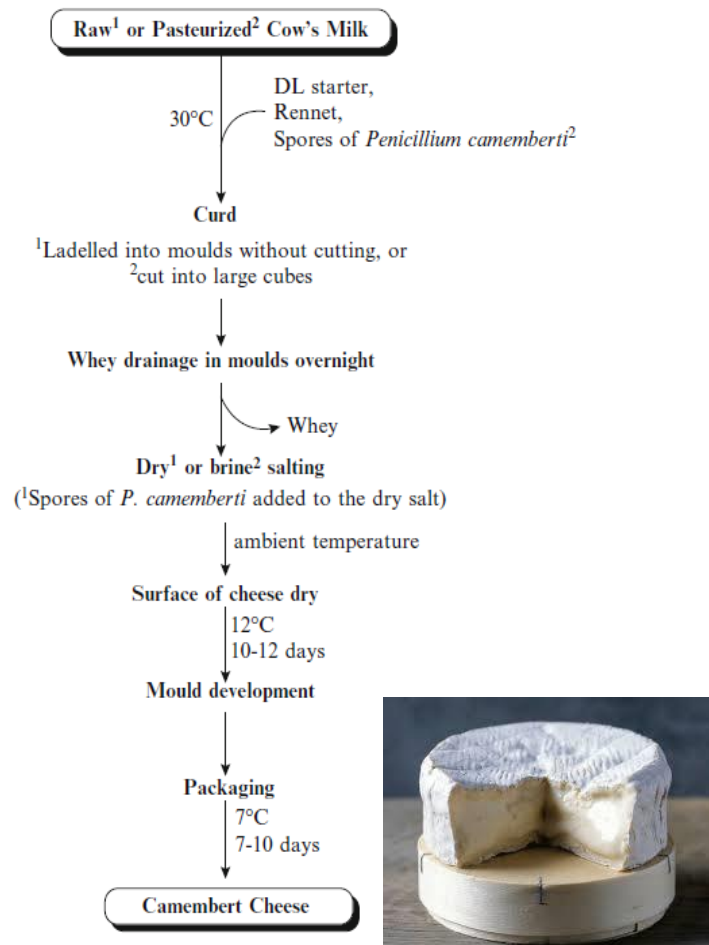 Raw¹ or Pasteurized² Cow's Milk
DL starter,
Rennet,
Spores of Penicillium camemberti²
30°C
Curd
¹Ladelled into moulds without cutting, or
²cut into large cubes
Whey drainage in moulds overnight
Whey
Dry¹ or brine² salting
(¹Spores of P. camemberti added to the dry salt)
ambient temperature
Surface of cheese dry
12°C
10-12 days
Mould development
Packaging
7°C
7-10 days
Camembert Cheese